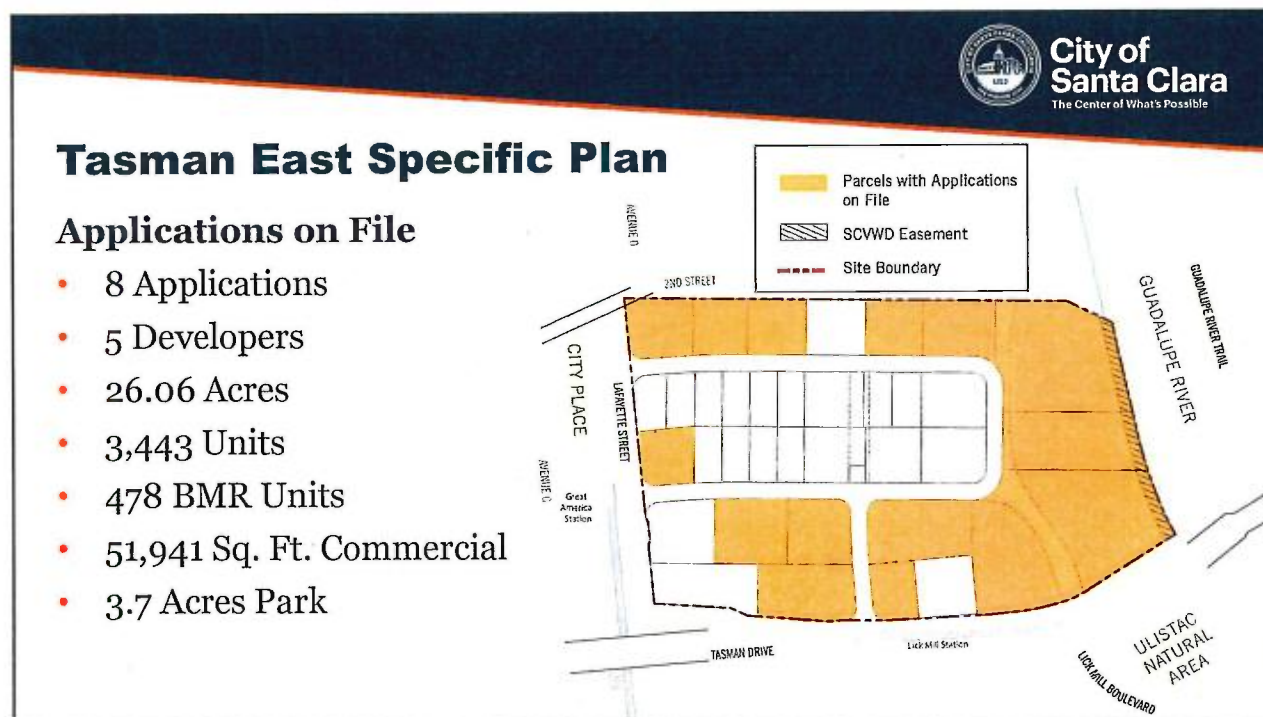 City of
Santa Clara
The Center of What's Possible
Tasman East Specific Plan
Applications on File
• 8 Applications
• 5 Developers
• 26.06 Acres
• 3,443 Units
• 478 BMR Units
• 51,941 Sq. Ft. Commercial
• 3.7 Acres Park
Parcels with Applications
on File
SCVWD Easement
Site Boundary
AVENUE D
2ND STREET
CITY PLACE
LAFAYETTE STREET
AVENUE C
Great
America
Station
GUADALUPE RIVER
GUADALUPE RIVER TRAIL
TASMAN DRIVE
Lick Mill Station
LICK MILL BOULEVARD
ULISTAC
NATURAL
AREA